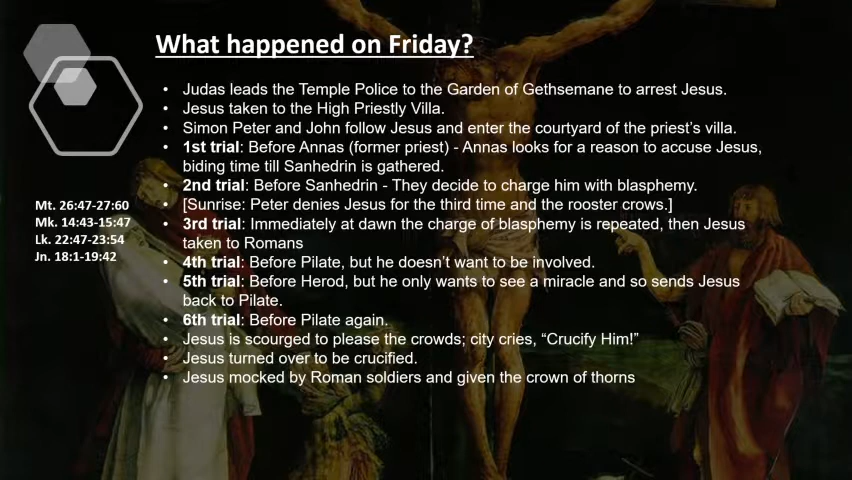 What happened on Friday?
• Judas leads the Temple Police to the Garden of Gethsemane to arrest Jesus.
• Jesus taken to the High Priestly Villa.
• Simon Peter and John follow Jesus and enter the courtyard of the priest's villa.
• 1st trial: Before Annas (former priest) - Annas looks for a reason to accuse Jesus,
biding time till Sanhedrin is gathered.
• 2nd trial: Before Sanhedrin - They decide to charge him with blasphemy.
• [Sunrise: Peter denies Jesus for the third time and the rooster crows.]
• 3rd trial: Immediately at dawn the charge of blasphemy is repeated, then Jesus
taken to Romans
• 4th trial: Before Pilate, but he doesn't want to be involved.
• 5th trial: Before Herod, but he only wants to see a miracle and so sends Jesus
back to Pilate.
• 6th trial: Before Pilate again.
• Jesus is scourged to please the crowds; city cries, “Crucify Him!”
• Jesus turned over to be crucified.
• Jesus mocked by Roman soldiers and given the crown of thorns
Mt. 26:47-27:60
Mk. 14:43-15:47
Lk. 22:47-23:54
Jn. 18:1-19:42